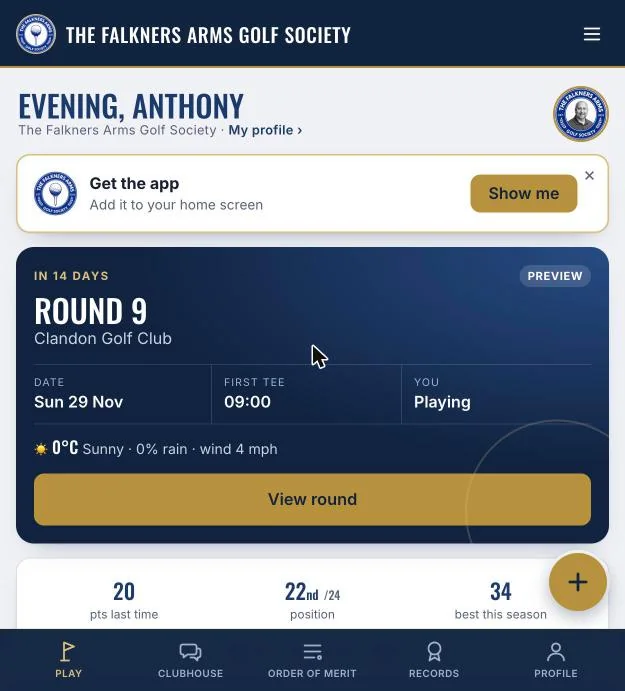 THE FALKNERS ARMS GOLF SOCIETY
EVENING, ANTHONY
The Falkners Arms Golf Society · My profile ›
Get the app
Add it to your home screen
Show me
IN 14 DAYS
PREVIEW
ROUND 9
Clandon Golf Club
DATE
Sun 29 Nov
FIRST TEE
09:00
YOU
Playing
0°C Sunny · 0% rain · wind 4 mph
View round
20
pts last time
22nd /24
position
34
best this season
PLAY
CLUBHOUSE
ORDER OF MERIT
RECORDS
PROFILE